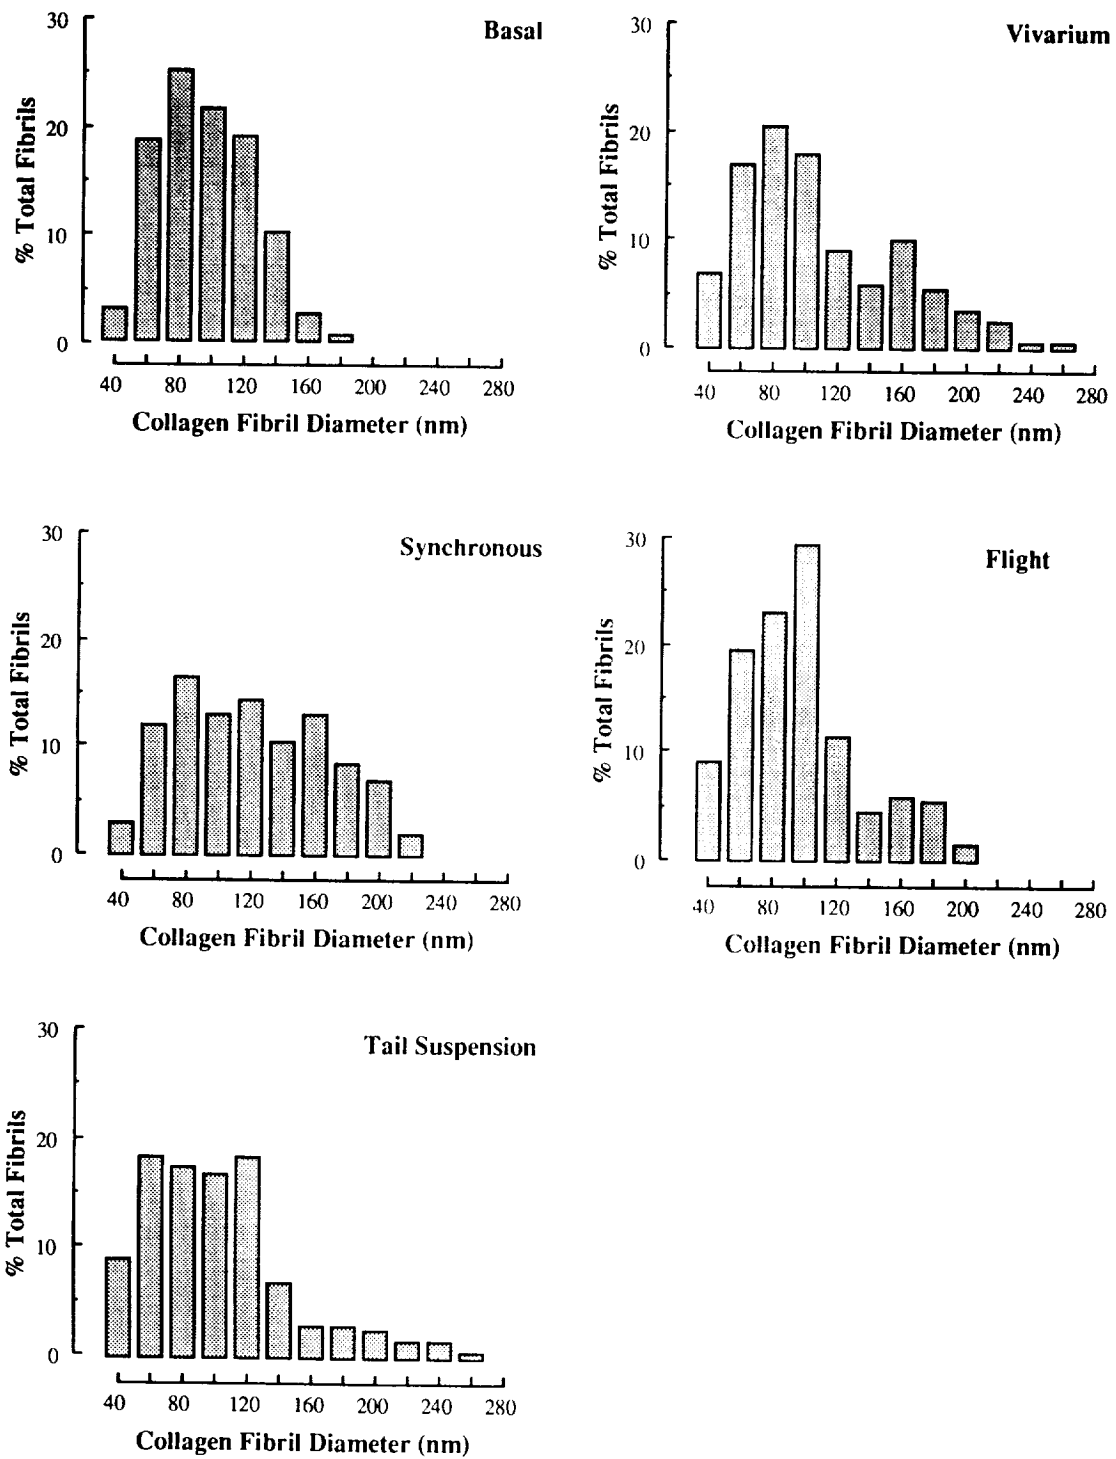 Basal
% Total Fibrils
30
20
10
0
40 80 120 160 200 240 280
Collagen Fibril Diameter (nm)
Vivarium
% Total Fibrils
30
20
10
0
40 80 120 160 200 240 280
Collagen Fibril Diameter (nm)
Synchronous
% Total Fibrils
30
20
10
0
40 80 120 160 200 240 280
Collagen Fibril Diameter (nm)
Flight
% Total Fibrils
30
20
10
0
40 80 120 160 200 240 280
Collagen Fibril Diameter (nm)
Tail Suspension
% Total Fibrils
30
20
10
0
40 80 120 160 200 240 280
Collagen Fibril Diameter (nm)